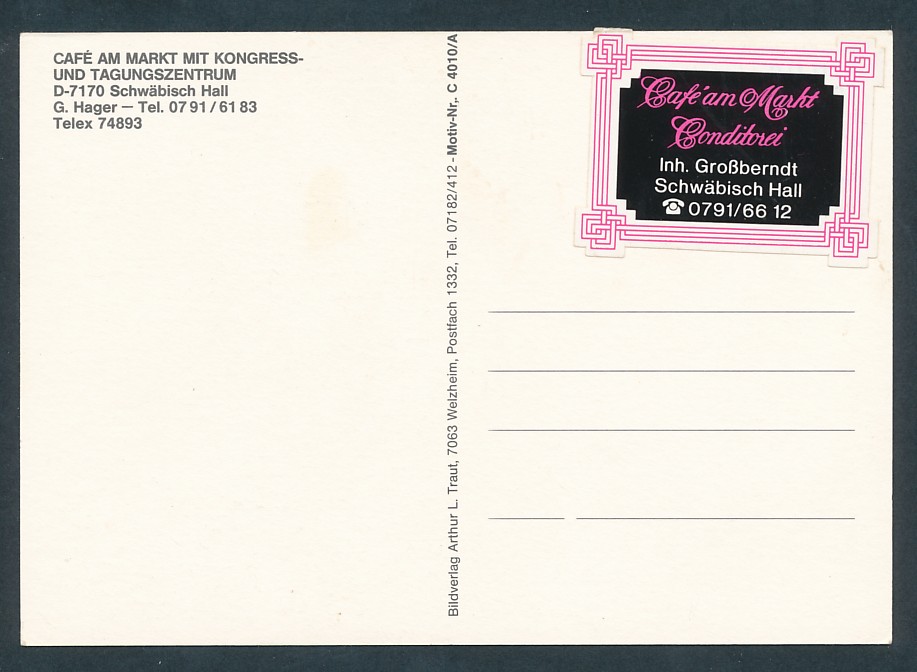 CAFÉ AM MARKT MIT KONGRESS-
UND TAGUNGSZENTRUM
D-7170 Schwäbisch Hall
G. Hager — Tel. 07 91 / 61 83
Telex 74893
Bildverlag Arthur L. Traut, 7063 Welzheim, Postfach 1332, Tel. 07182/412 - Motiv-Nr,. C 4010/A
Café am Markt
Conditorei
Inh. Großberndt
Schwäbisch Hall
☎ 0791/66 12